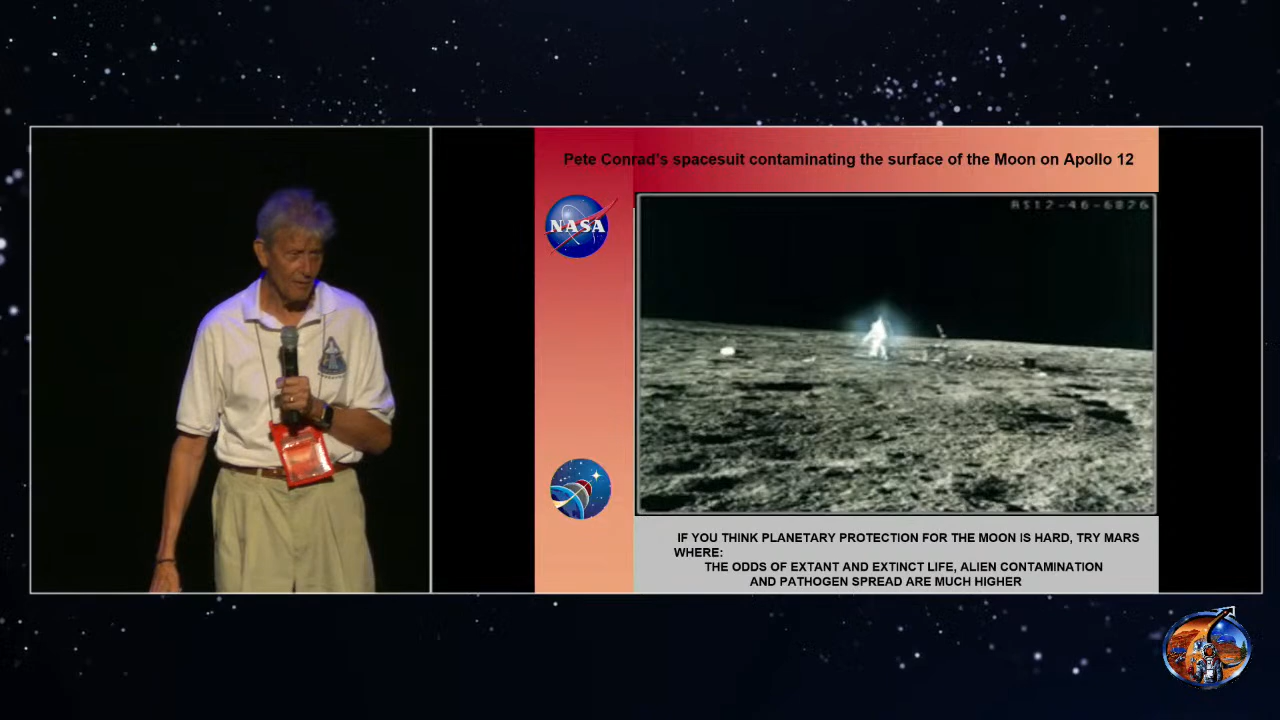 Pete Conrad's spacesuit contaminating the surface of the Moon on Apollo 12
NASA
AS12-46-6826
IF YOU THINK PLANETARY PROTECTION FOR THE MOON IS HARD, TRY MARS
WHERE:
THE ODDS OF EXTANT AND EXTINCT LIFE, ALIEN CONTAMINATION
AND PATHOGEN SPREAD ARE MUCH HIGHER